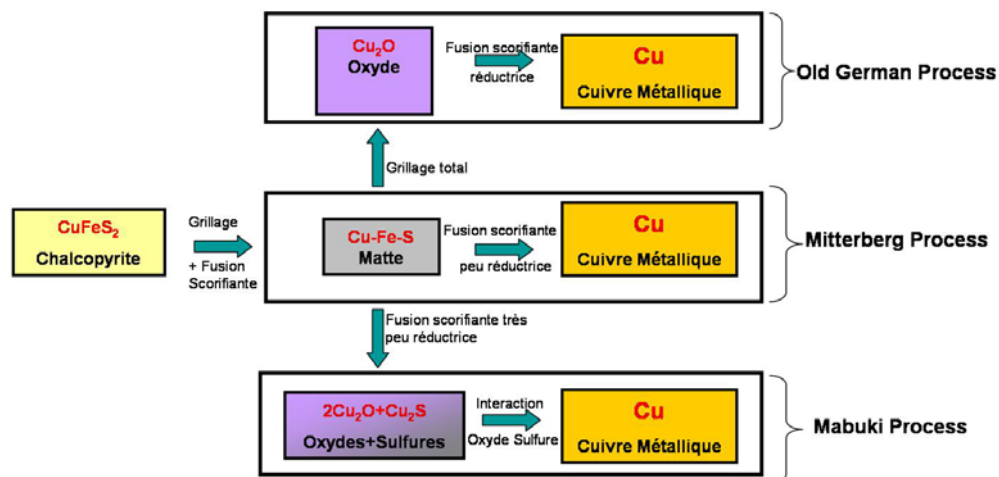 Cu₂O
Oxyde
Fusion scorifiante
réductrice
Cu
Cuivre Métallique
Old German Process
Grillage total
CuFeS₂
Chalcopyrite
Grillage
+ Fusion
Scorifiante
Cu-Fe-S
Matte
Fusion scorifiante
peu réductrice
Cu
Cuivre Métallique
Mitterberg Process
Fusion scorifiante très
peu réductrice
2Cu₂O+Cu₂S
Oxydes+Sulfures
Interaction
Oxyde Sulfure
Cu
Cuivre Métallique
Mabuki Process